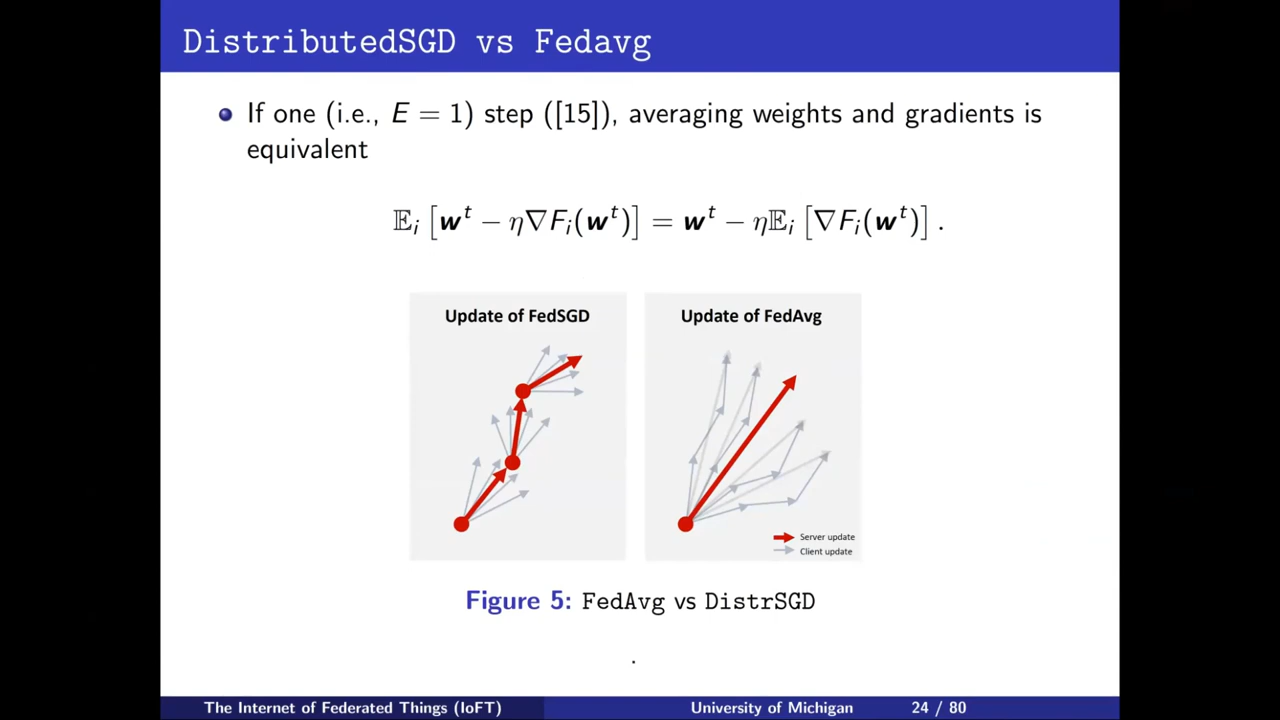 DistributedSGD vs Fedavg
If one (i.e., E = 1) step ([15]), averaging weights and gradients is
equivalent
𝔼ᵢ [wᵗ − η∇Fᵢ(wᵗ)] = wᵗ − η𝔼ᵢ [∇Fᵢ(wᵗ)] .
Update of FedSGD
Update of FedAvg
Server update
Client update
Figure 5: FedAvg vs DistrSGD
.
The Internet of Federated Things (IoFT) University of Michigan 24 / 80